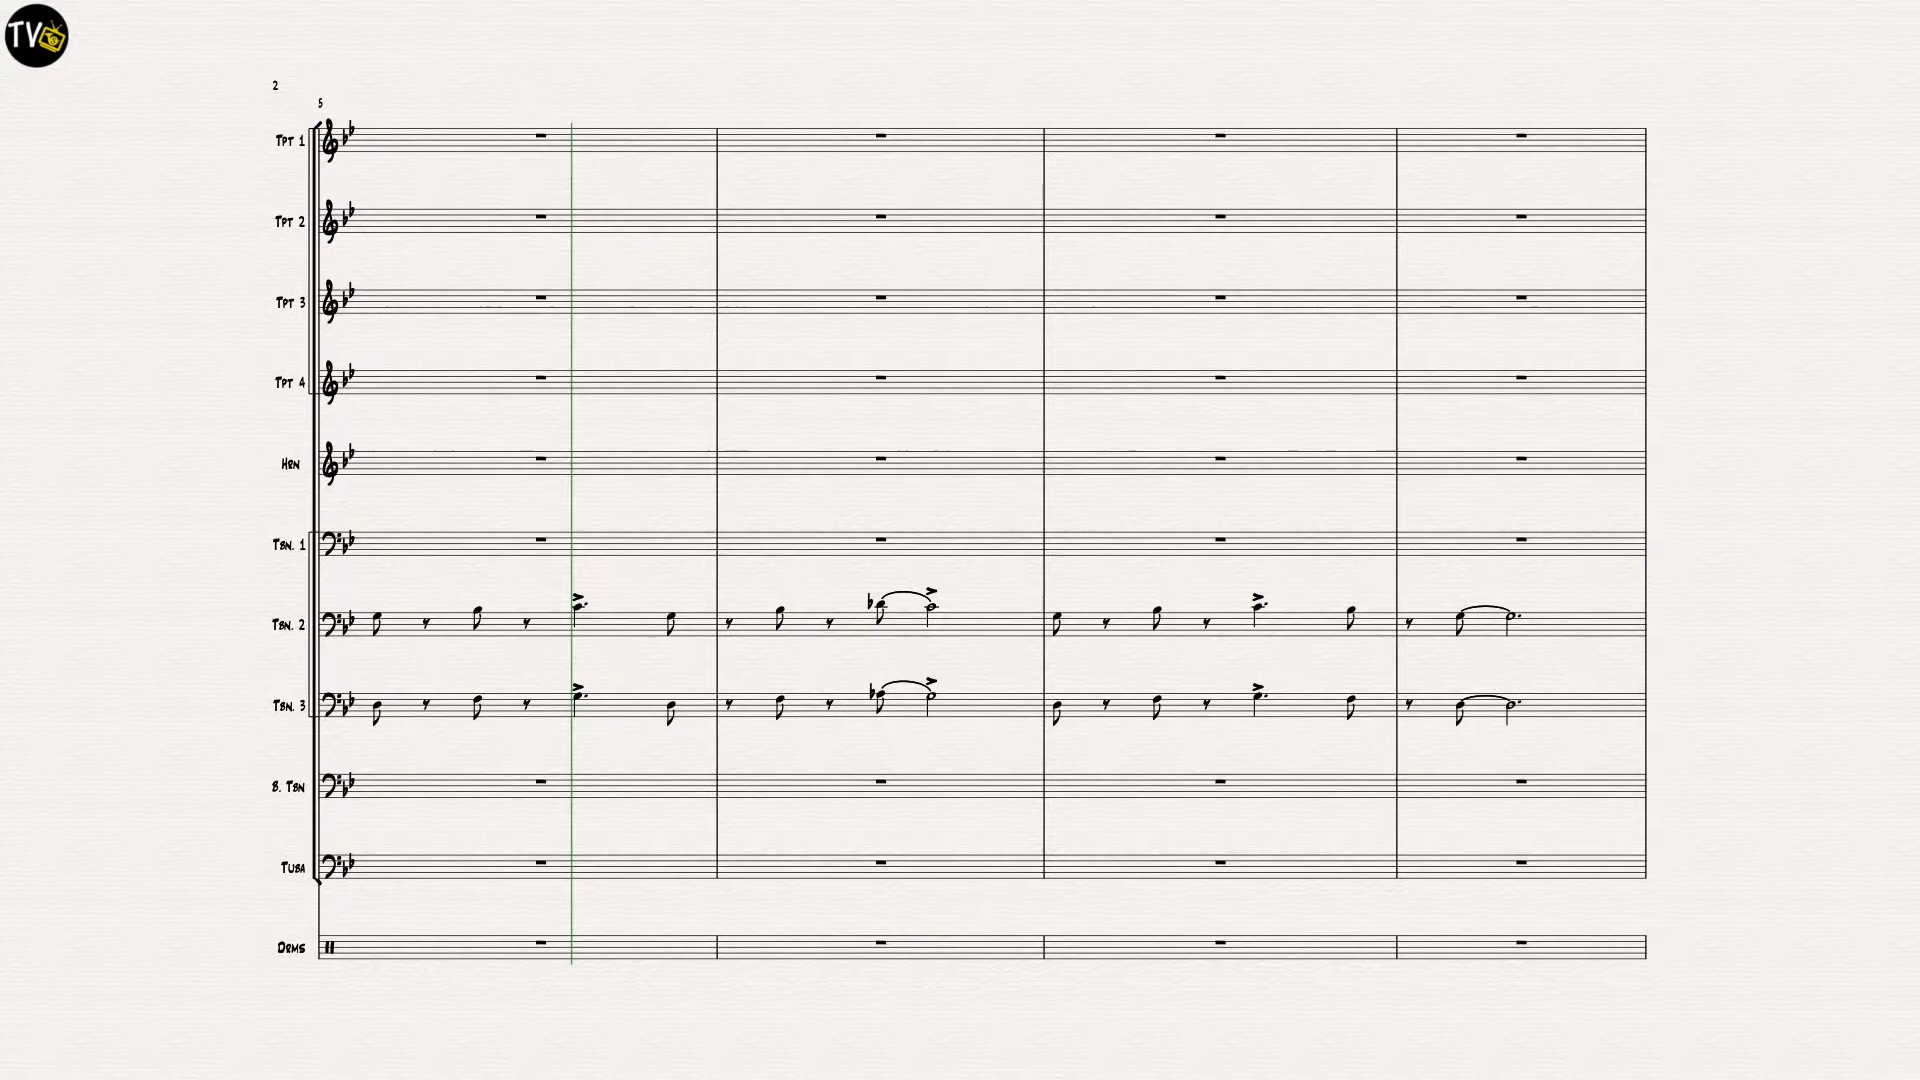 TV
2
5
Tpt 1
Tpt 2
Tpt 3
Tpt 4
Hrn
Tbn. 1
Tbn. 2
Tbn. 3
B. Tbn
Tuba
Drms